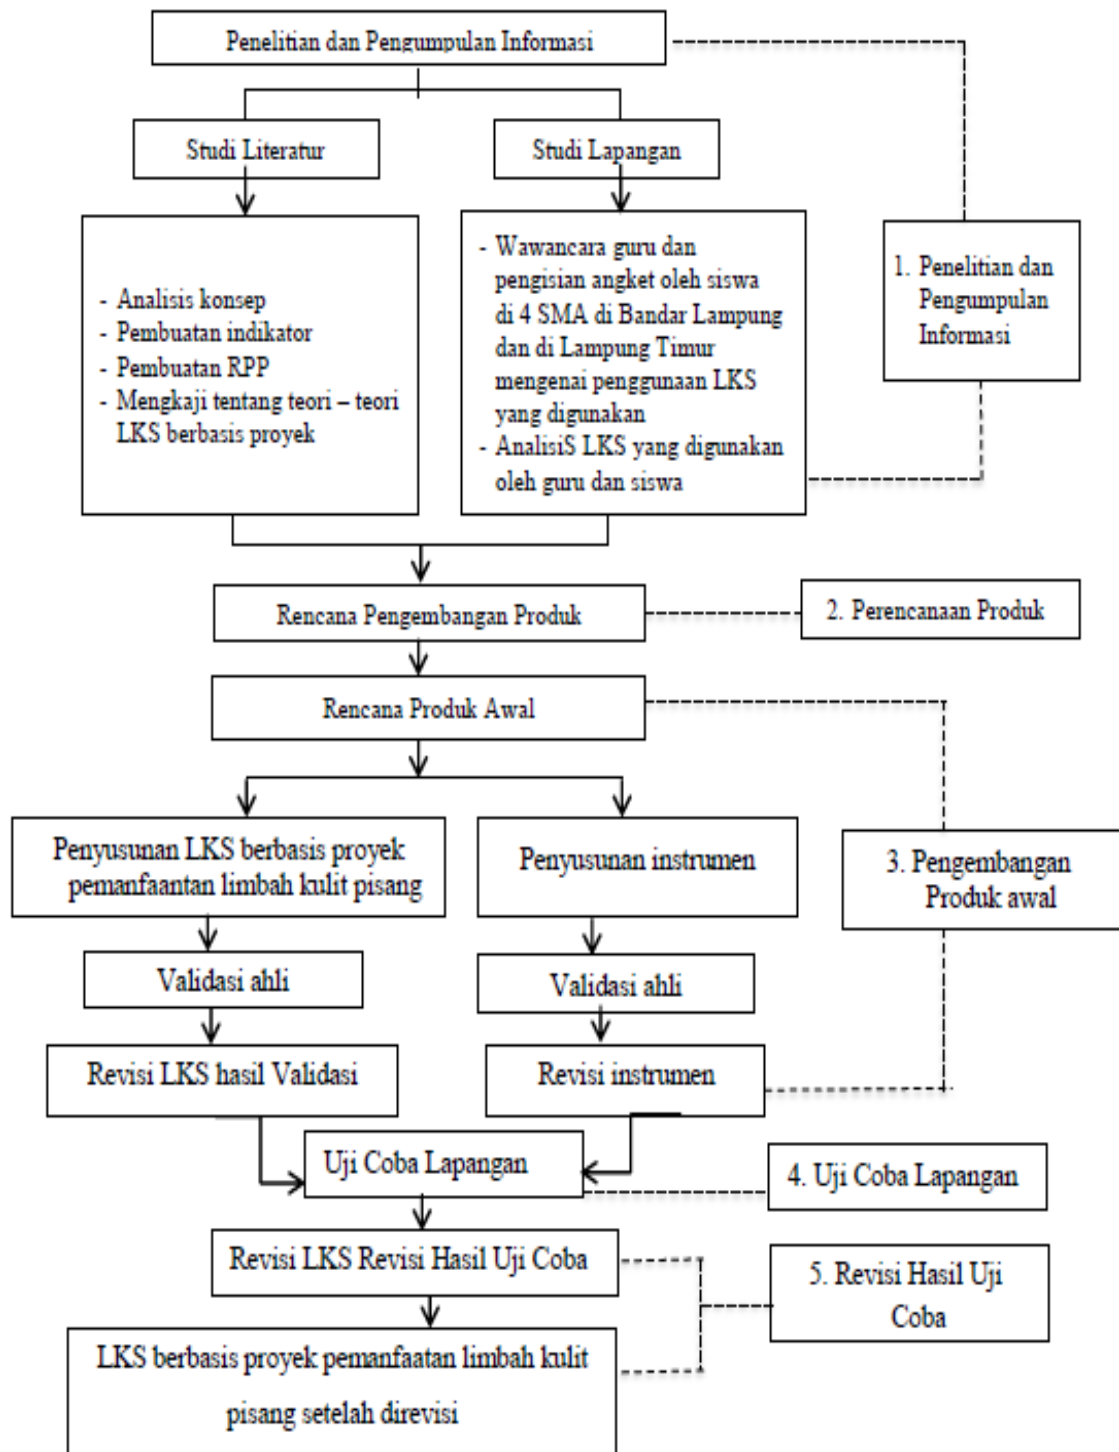 Penelitian dan Pengumpulan Informasi
Studi Literatur
Studi Lapangan
- Analisis konsep
- Pembuatan indikator
- Pembuatan RPP
- Mengkaji tentang teori – teori
LKS berbasis proyek
- Wawancara guru dan
pengisian angket oleh siswa
di 4 SMA di Bandar Lampung
dan di Lampung Timur
mengenai penggunaan LKS
yang digunakan
- AnalisiS LKS yang digunakan
oleh guru dan siswa
1. Penelitian dan
Pengumpulan
Informasi
Rencana Pengembangan Produk
2. Perencanaan Produk
Rencana Produk Awal
Penyusunan LKS berbasis proyek
pemanfaantan limbah kulit pisang
Penyusunan instrumen
3. Pengembangan
Produk awal
Validasi ahli
Validasi ahli
Revisi LKS hasil Validasi
Revisi instrumen
Uji Coba Lapangan
4. Uji Coba Lapangan
Revisi LKS Revisi Hasil Uji Coba
5. Revisi Hasil Uji
Coba
LKS berbasis proyek pemanfaatan limbah kulit
pisang setelah direvisi